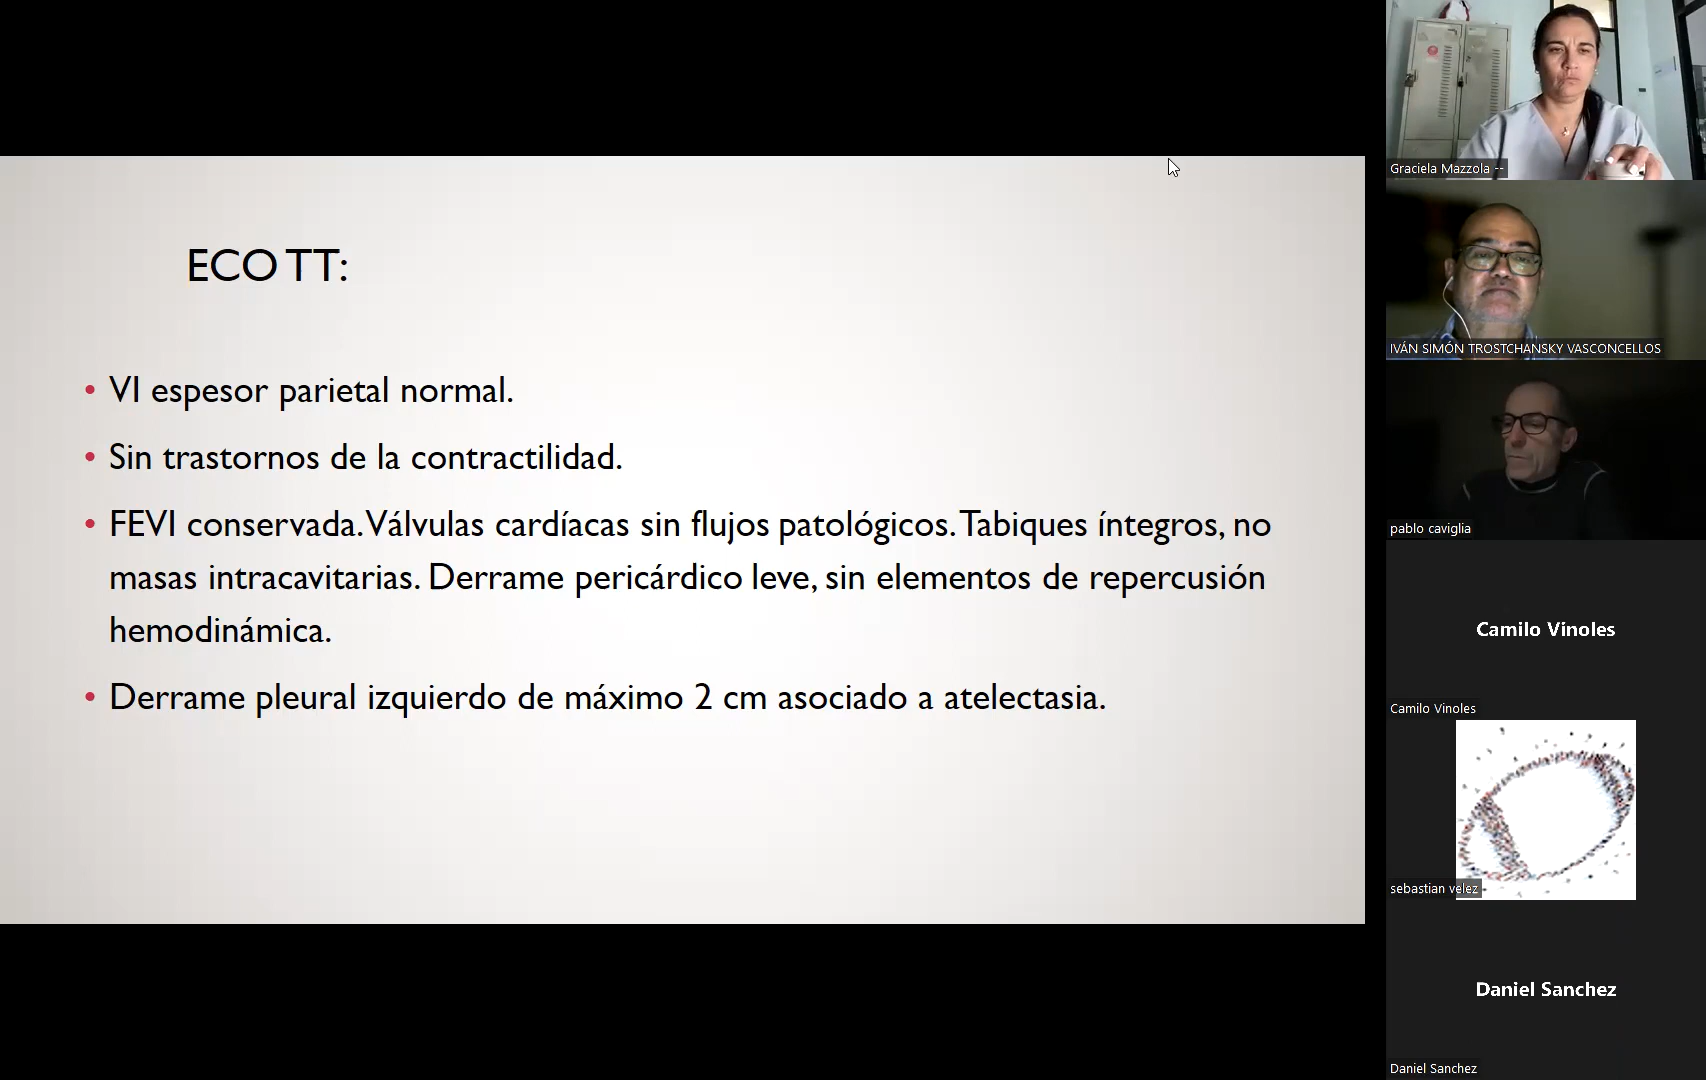 ECO TT:
• VI espesor parietal normal.
• Sin trastornos de la contractilidad.
• FEVI conservada. Válvulas cardíacas sin flujos patológicos. Tabiques íntegros, no
masas intracavitarias. Derrame pericárdico leve, sin elementos de repercusión
hemodinámica.
• Derrame pleural izquierdo de máximo 2 cm asociado a atelectasia.
Graciela Mazzola --
IVÁN SIMÓN TROSTCHANSKY VASCONCELLOS
pablo caviglia
Camilo Vinoles
Camilo Vinoles
sebastian velez
Daniel Sanchez
Daniel Sanchez